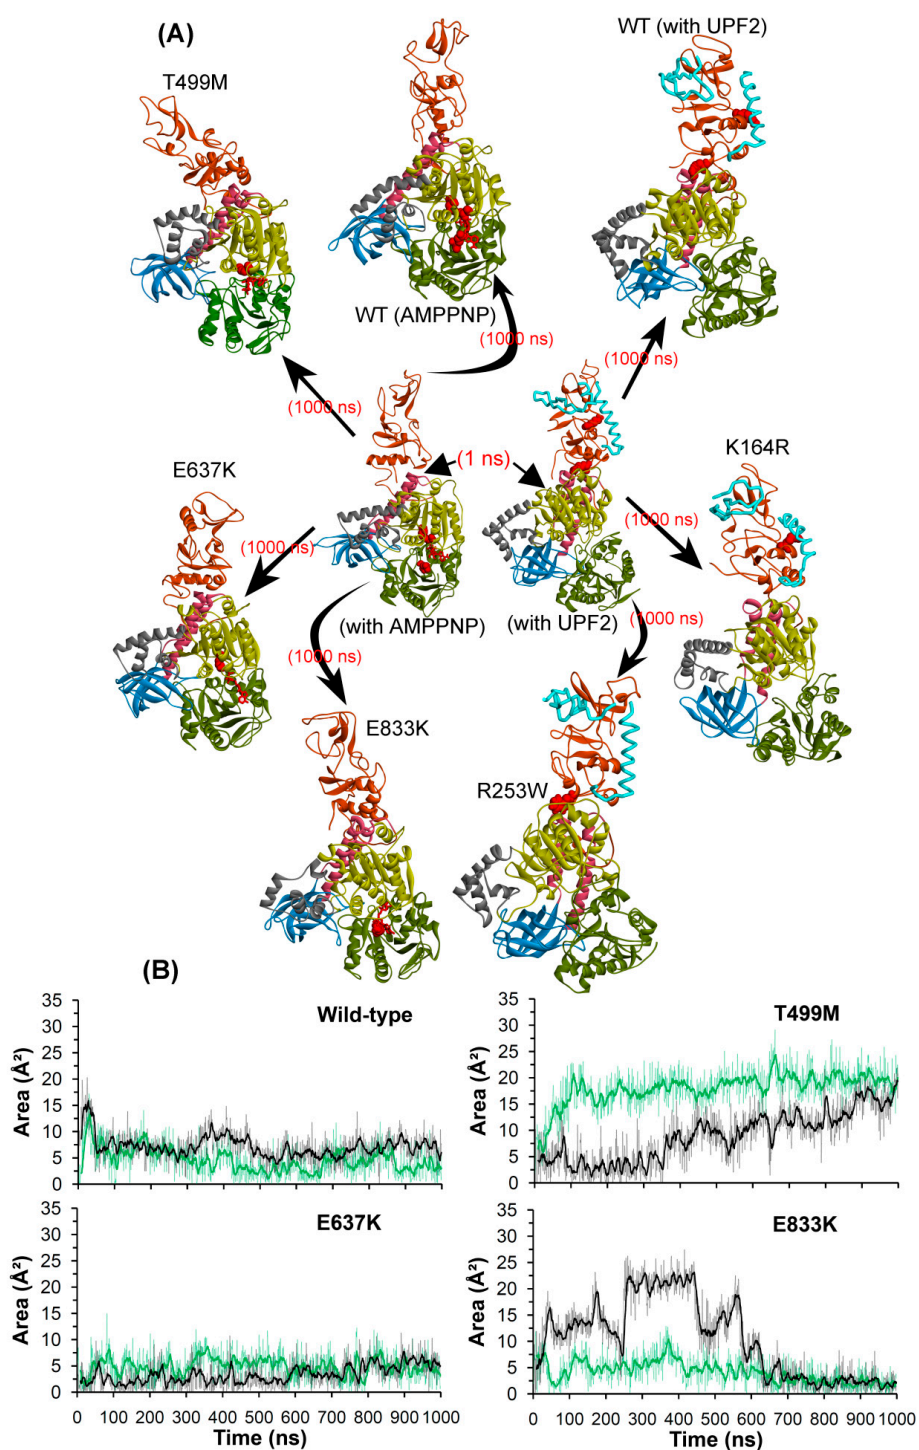 (A)
WT (with UPF2)
T499M
WT (AMPPNP)
(1000 ns)
(1000 ns)
(1000 ns)
K164R
E637K
(1 ns)
(1000 ns)
(1000 ns)
(with AMPPNP)
(with UPF2)
(1000 ns)
(1000 ns)
E833K
R253W
(B)
Wild-type
Area (Å²)
35
30
25
20
15
10
5
0
0 100 200 300 400 500 600 700 800 900 1000
T499M
Area (Å²)
35
30
25
20
15
10
5
0
E637K
Area (Å²)
35
30
25
20
15
10
5
0
0 100 200 300 400 500 600 700 800 900 1000
Time (ns)
E833K
Area (Å²)
35
30
25
20
15
10
5
0
0 100 200 300 400 500 600 700 800 900 1000
Time (ns)